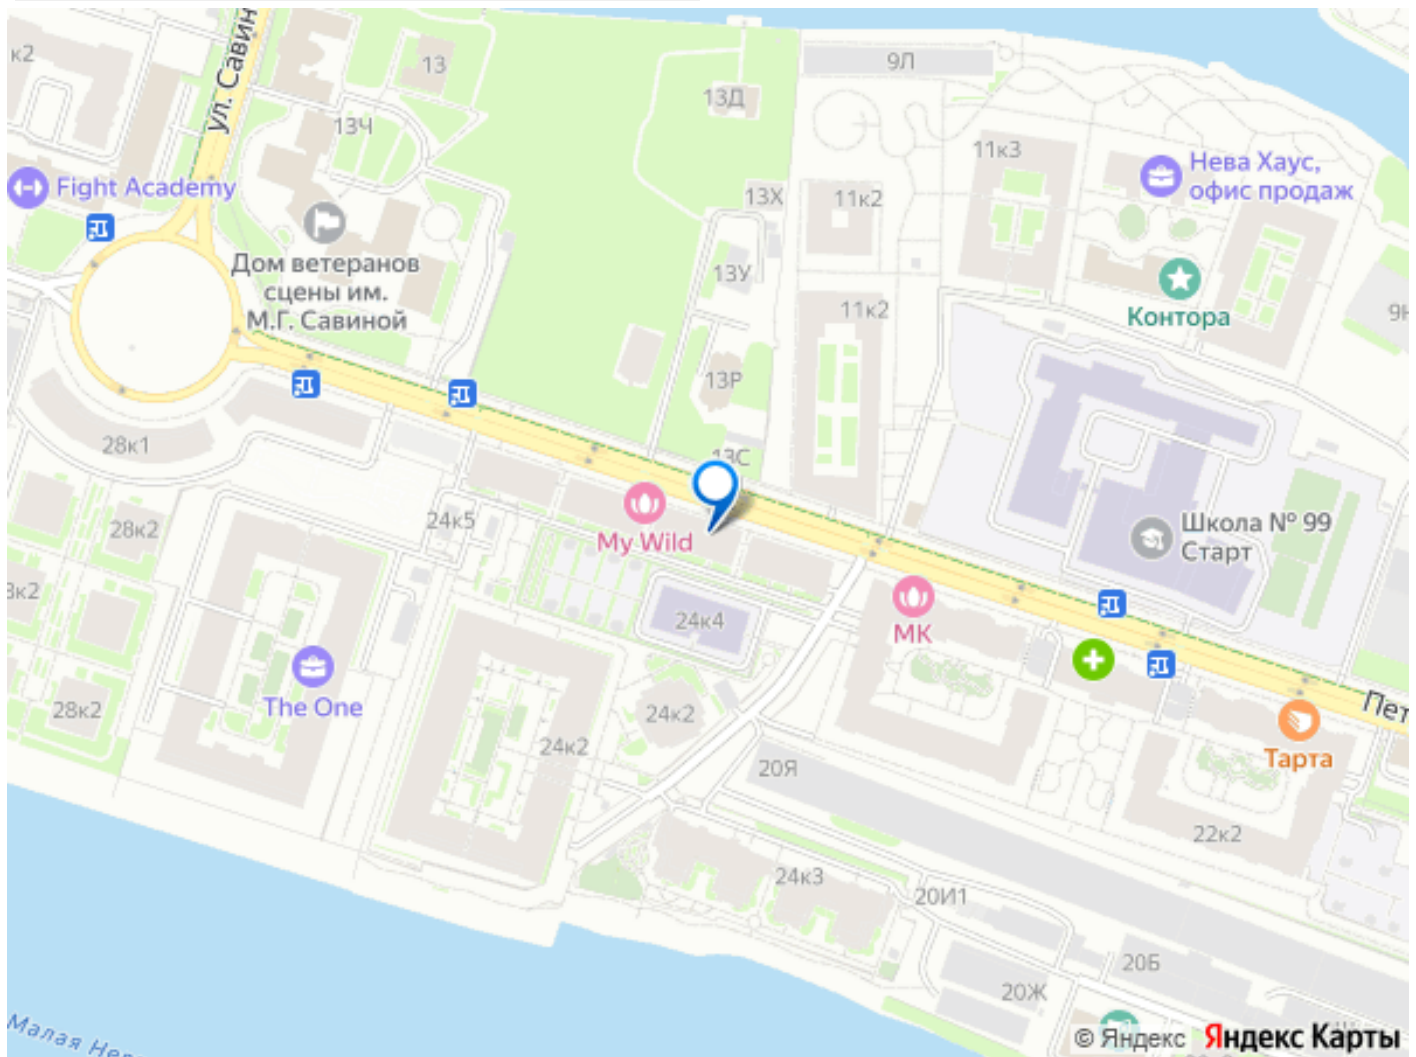 к2
ул. Савин
13
13Ч
9Л
13Д
11к3
Нева Хаус,
офис продаж
Fight Academy
13Х
11к2
Дом ветеранов
сцены им.
М.Г. Савиной
13У
11к2
Контора
9Н
13Р
28к1
13С
24к5
28к2
My Wild
Школа № 99
Старт
3к2
24к4
МК
The One
28к2
24к2
24к2
Пет
Тарта
20Я
22к2
24к3
20И1
20Б
20Ж
Малая Нев
© Яндекс Яндекс Карты